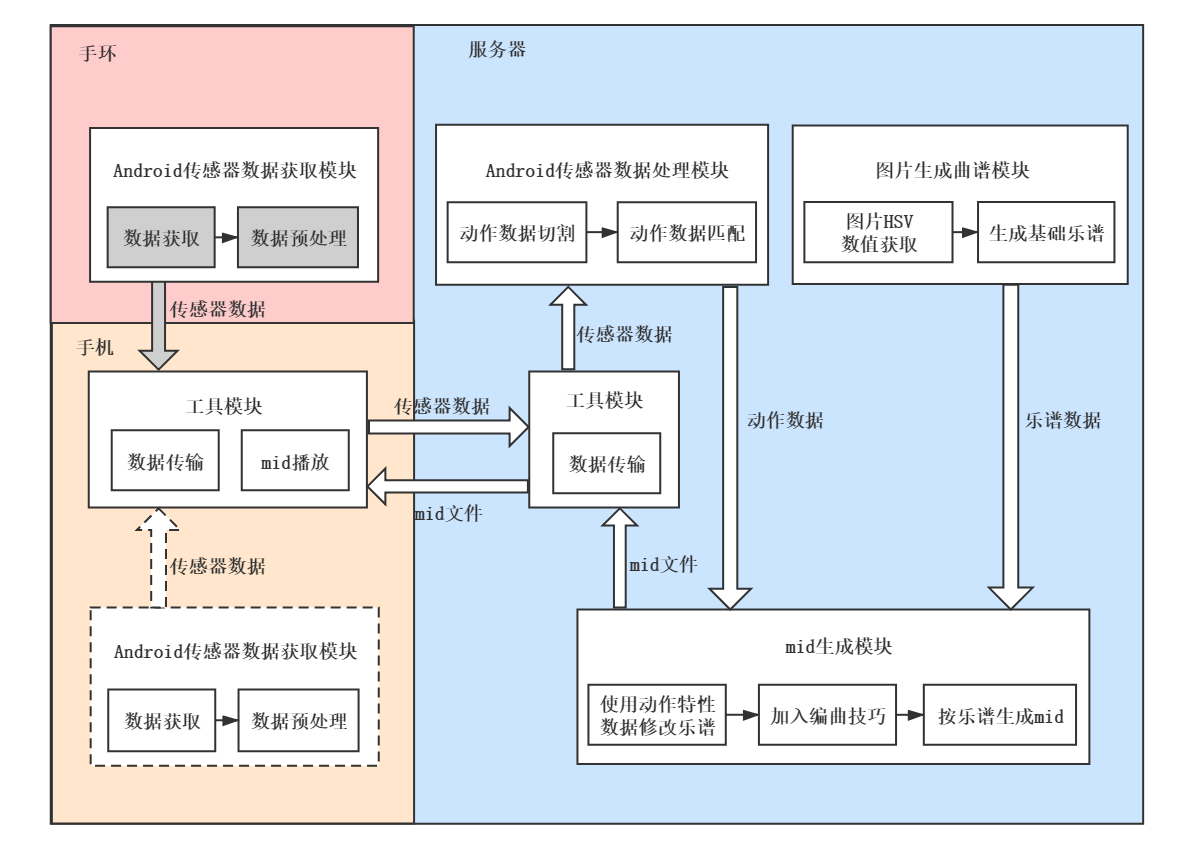 手环
服务器
Android传感器数据获取模块
数据获取
数据预处理
传感器数据
Android传感器数据处理模块
动作数据切割
动作数据匹配
图片生成曲谱模块
图片HSV
数值获取
生成基础乐谱
手机
工具模块
数据传输
mid播放
传感器数据
mid文件
传感器数据
工具模块
数据传输
动作数据
乐谱数据
传感器数据
mid文件
Android传感器数据获取模块
数据获取
数据预处理
mid生成模块
使用动作特性
数据修改乐谱
加入编曲技巧
按乐谱生成mid